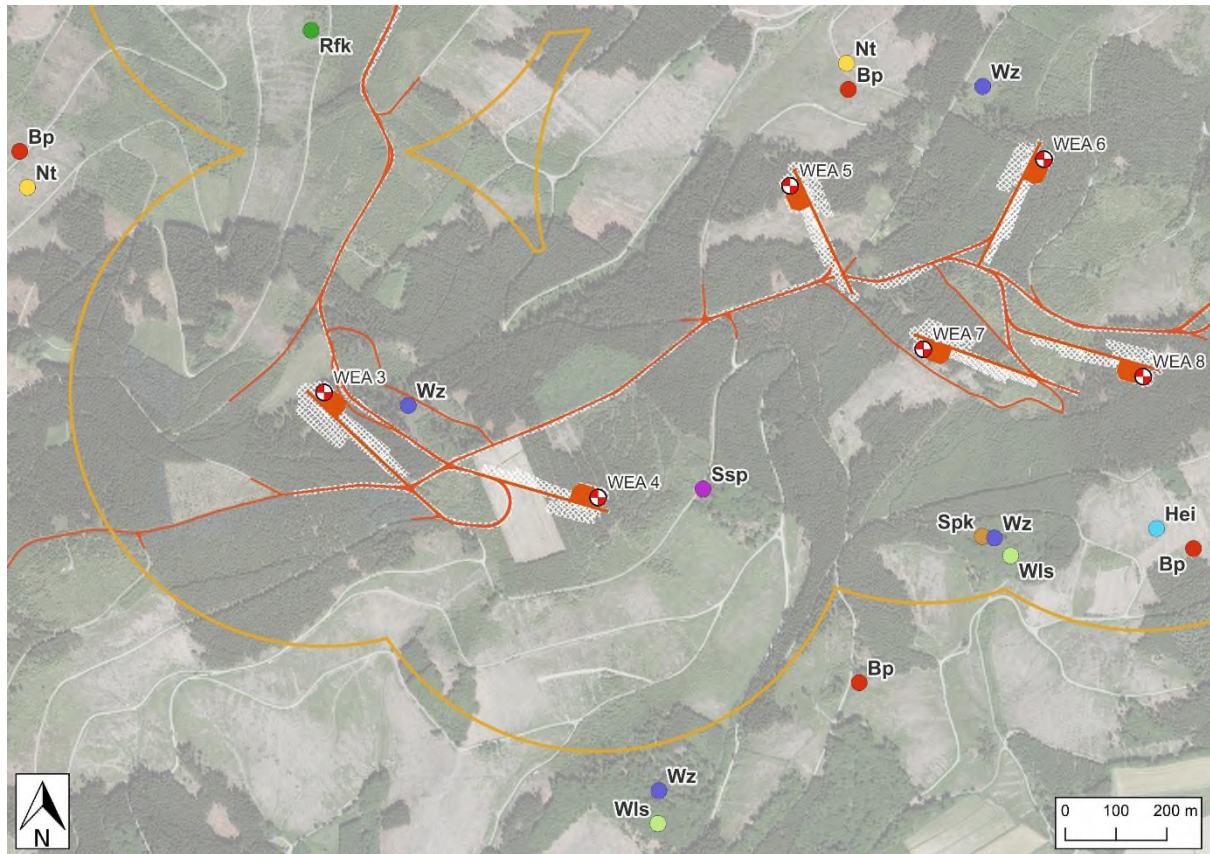 Rfk
Nt
Bp
Wz
Bp
Nt
WEA 5
WEA 6
WEA 7
WEA 8
WEA 3
Wz
WEA 4
Ssp
Spk
Wz
Wls
Hei
Bp
Bp
Wz
Wls
N
0 100 200 m